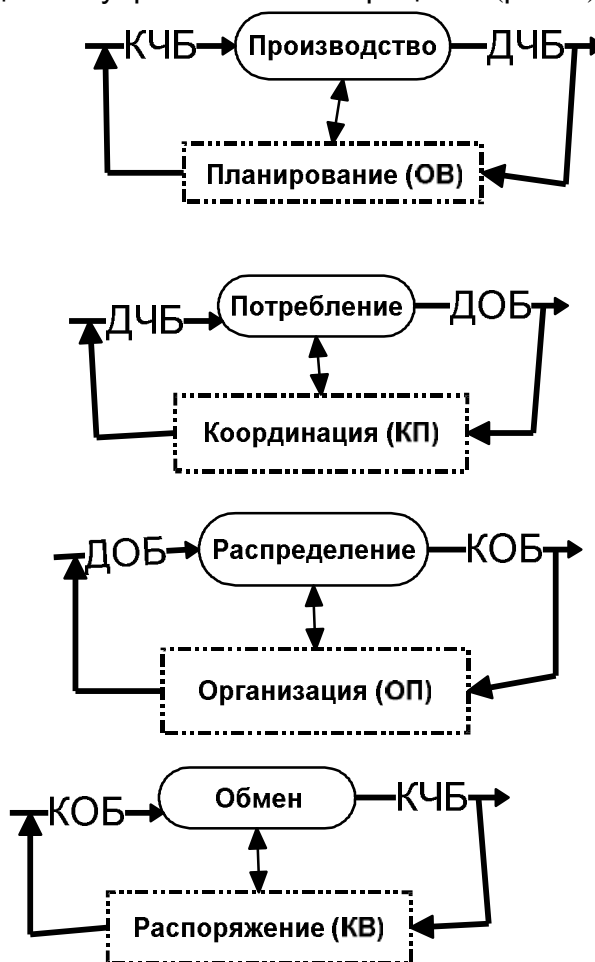 КЧБ Производство ДЧБ
Планирование (ОВ)
ДЧБ Потребление ДОБ
Координация (КП)
ДОБ Распределение КОБ
Организация (ОП)
КОБ Обмен КЧБ
Распоряжение (КВ)